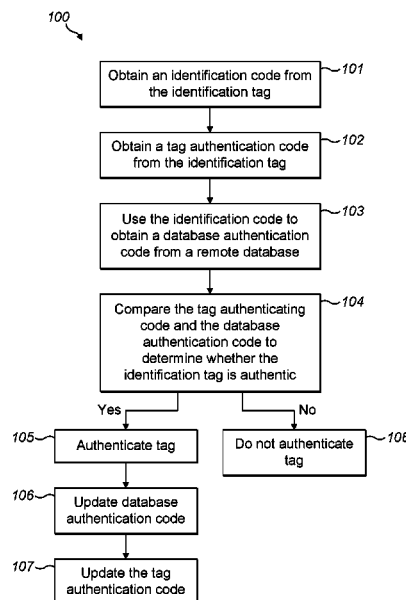 100
Obtain an identification code from
the identification tag
101
Obtain a tag authentication code
from the identification tag
102
Use the identification code to
obtain a database authentication
code from a remote database
103
Compare the tag authenticating
code and the database
authentication code to
determine whether the
identification tag is authentic
104
Yes
No
105
Authenticate tag
Do not authenticate
tag
108
106
Update database
authentication code
107
Update the tag
authentication code